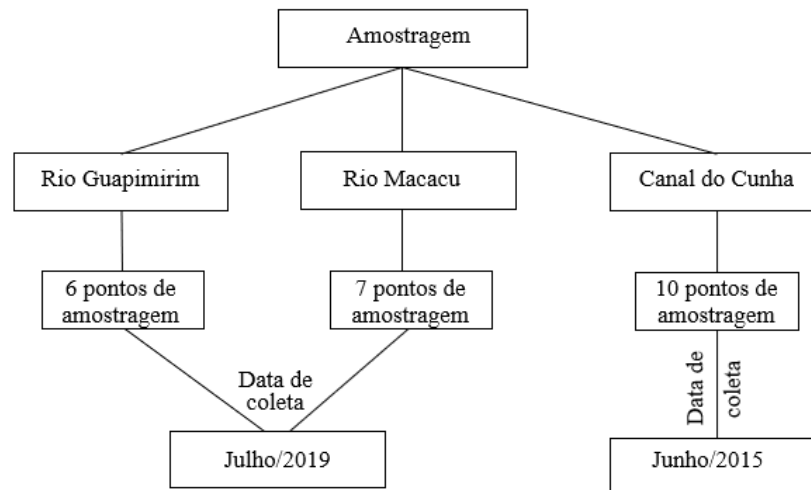 Amostragem
Rio Guapimirim
Rio Macacu
Canal do Cunha
6 pontos de
amostragem
7 pontos de
amostragem
10 pontos de
amostragem
Data de
coleta
Data de
coleta
Julho/2019
Junho/2015